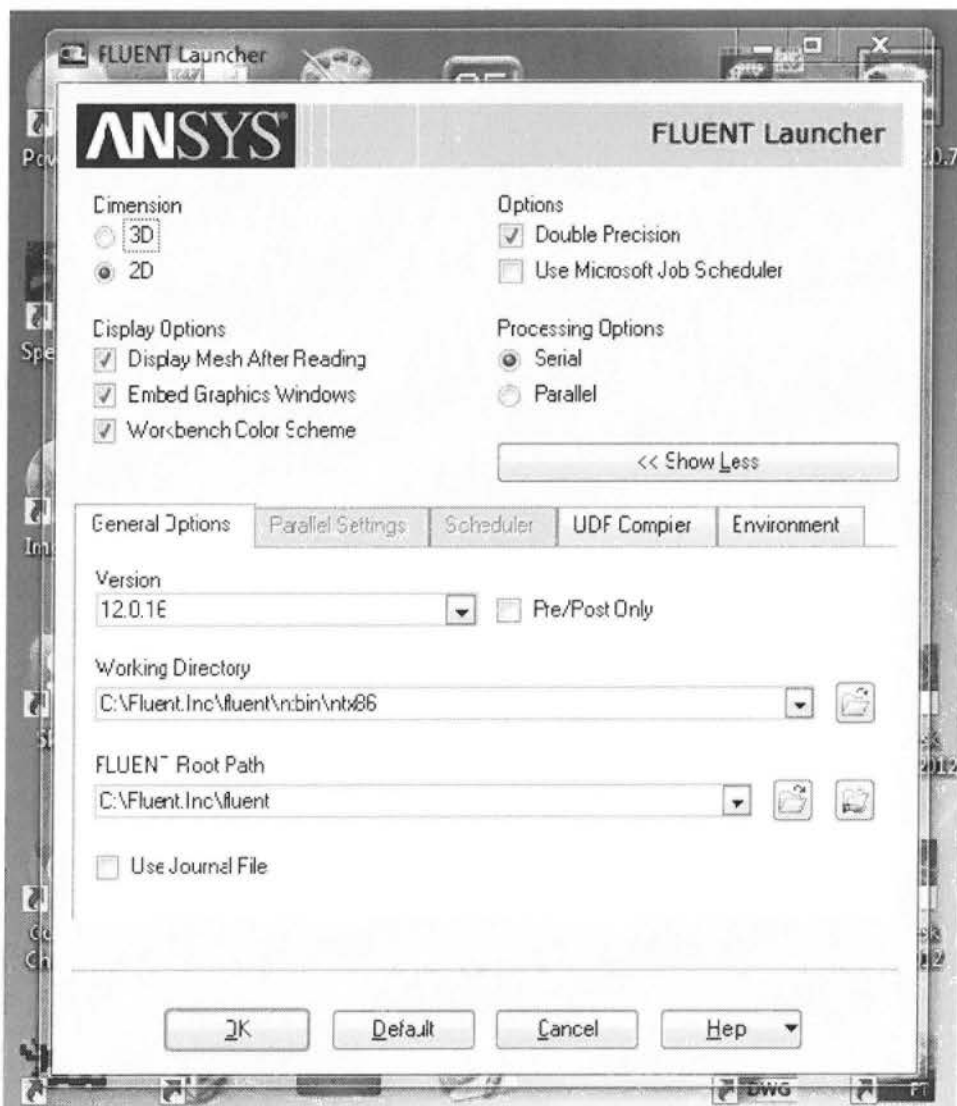 FLUENT Launcher
ANSYS
FLUENT Launcher
Dimension
3D
2D
Options
Double Precision
Use Microsoft Job Scheduler
Display Options
Display Mesh After Reading
Embed Graphics Windows
Workbench Color Scheme
Processing Options
Serial
Parallel
<< Show Less
General Options
Parallel Settings
Scheduler
UDF Compiler
Environment
Version
12.0.16
Pre/Post Only
Working Directory
C:\Fluent.Inc\fluent\ntbin\ntx86
FLUENT Root Path
C:\Fluent.Inc\fluent
Use Journal File
OK
Default
Cancel
Help
DWG